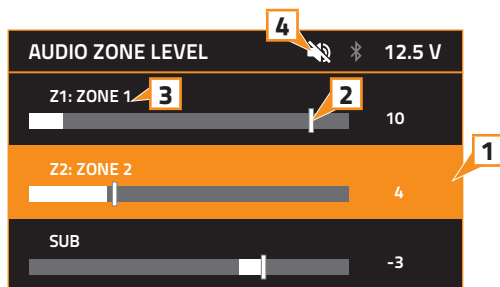 4
AUDIO ZONE LEVEL 12.5 V
Z1: ZONE 1 3 2
10
1
Z2: ZONE 2
4
SUB
-3